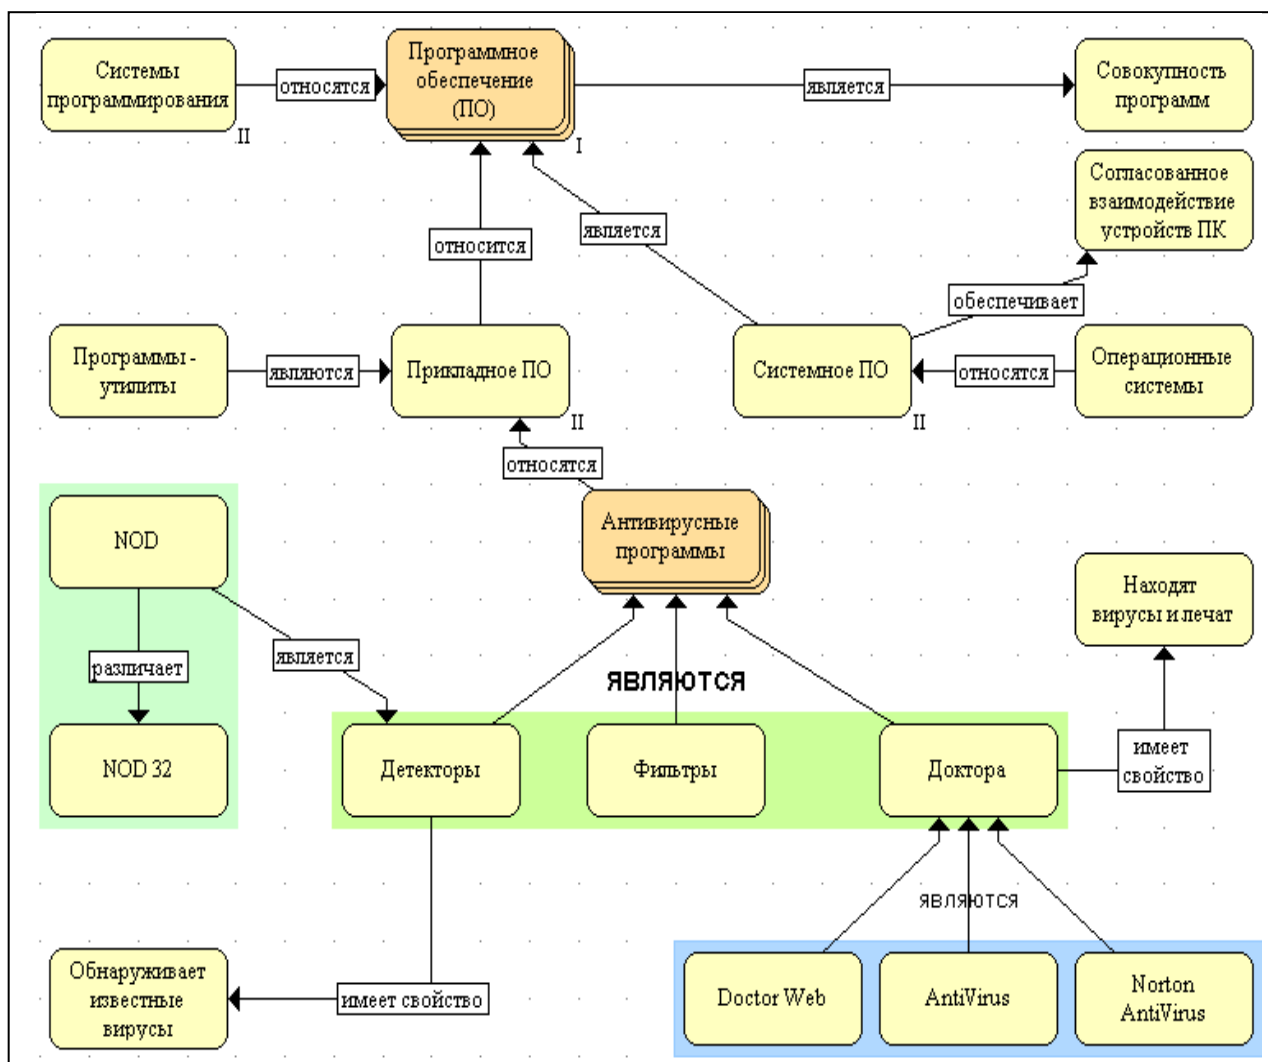 Системы
программирования
II
относятся
Программное
обеспечение
(ПО)
I
является
Совокупность
программ
Согласованное
взаимодействие
устройств ПК
относится
является
обеспечивает
Программы -
утилиты
являются
Прикладное ПО
II
Системное ПО
II
относятся
Операционные
системы
относятся
Антивирусные
программы
NOD
различает
NOD 32
является
являются
Находят
вирусы и лечат
имеет
свойство
Детекторы
Фильтры
Доктора
являются
Обнаруживает
известные
вирусы
имеет свойство
Doctor Web
AntiVirus
Norton
AntiVirus